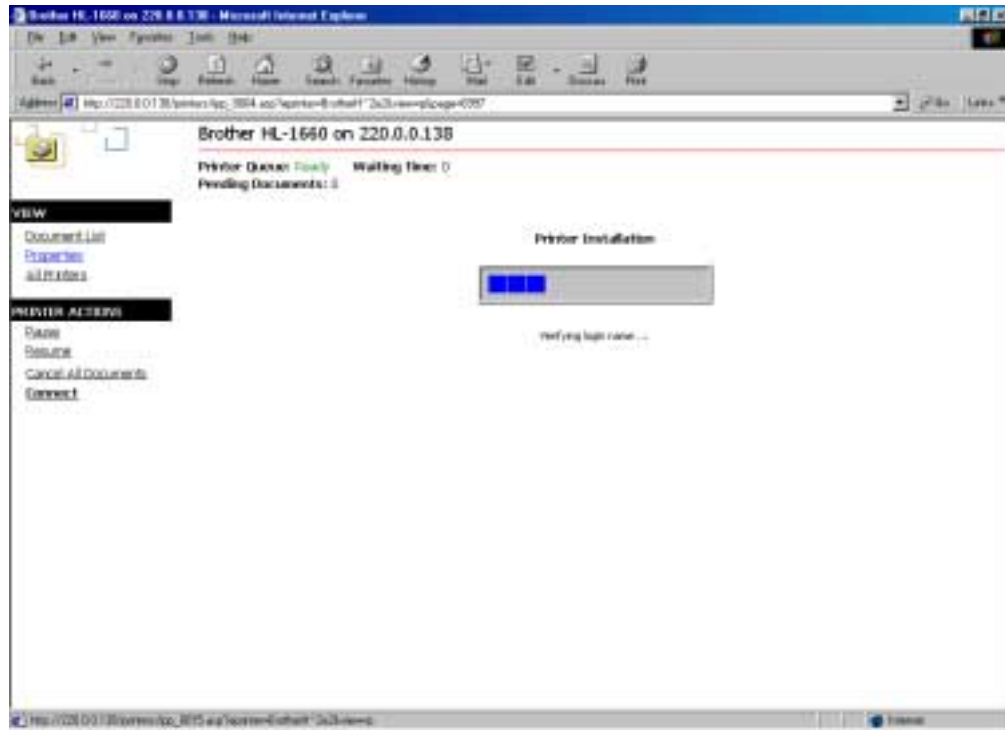 Brother HL-1660 on 220.0.0.138 - Microsoft Internet Explorer
File Edit View Favorites Tools Help
Back Stop Refresh Home Search Favorites History Mail Edit Discuss Print
Address Go Links
Brother HL-1660 on 220.0.0.138
Printer Queue: Ready Waiting Time: 0
Pending Documents: 0
VIEW
Document List
Properties
All Printers
PRINTER ACTIONS
Pause
Resume
Cancel All Documents
Connect
Printer Installation
Verifying login name ...
Internet